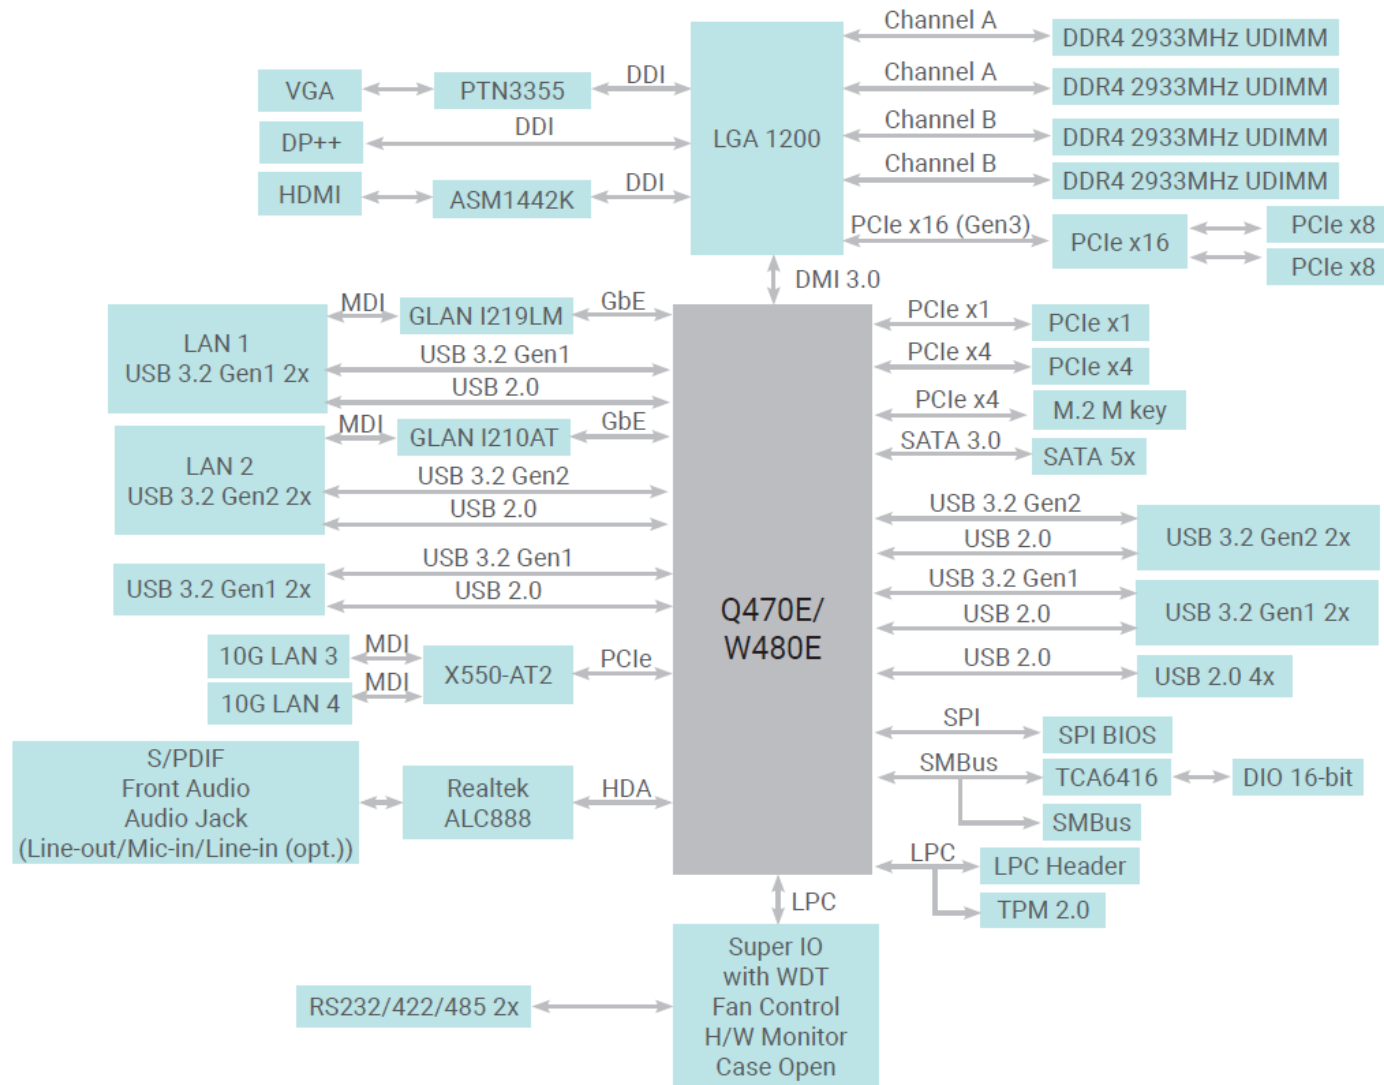 Channel A
DDR4 2933MHz UDIMM
Channel A
DDR4 2933MHz UDIMM
Channel B
DDR4 2933MHz UDIMM
Channel B
DDR4 2933MHz UDIMM
VGA
PTN3355
DDI
DP++
DDI
HDMI
ASM1442K
DDI
LGA 1200
PCIe x16 (Gen3)
PCIe x16
PCIe x8
PCIe x8
DMI 3.0
LAN 1
USB 3.2 Gen1 2x
MDI
GLAN I219LM
GbE
USB 3.2 Gen1
USB 2.0
LAN 2
USB 3.2 Gen2 2x
MDI
GLAN I210AT
GbE
USB 3.2 Gen2
USB 2.0
USB 3.2 Gen1 2x
USB 3.2 Gen1
USB 2.0
10G LAN 3
MDI
10G LAN 4
MDI
X550-AT2
PCIe
S/PDIF
Front Audio
Audio Jack
(Line-out/Mic-in/Line-in (opt.))
Realtek
ALC888
HDA
Q470E/
W480E
PCIe x1
PCIe x1
PCIe x4
PCIe x4
PCIe x4
M.2 M key
SATA 3.0
SATA 5x
USB 3.2 Gen2
USB 2.0
USB 3.2 Gen2 2x
USB 3.2 Gen1
USB 2.0
USB 3.2 Gen1 2x
USB 2.0
USB 2.0 4x
SPI
SPI BIOS
SMBus
TCA6416
DIO 16-bit
SMBus
LPC
LPC Header
TPM 2.0
LPC
Super IO
with WDT
Fan Control
H/W Monitor
Case Open
RS232/422/485 2x